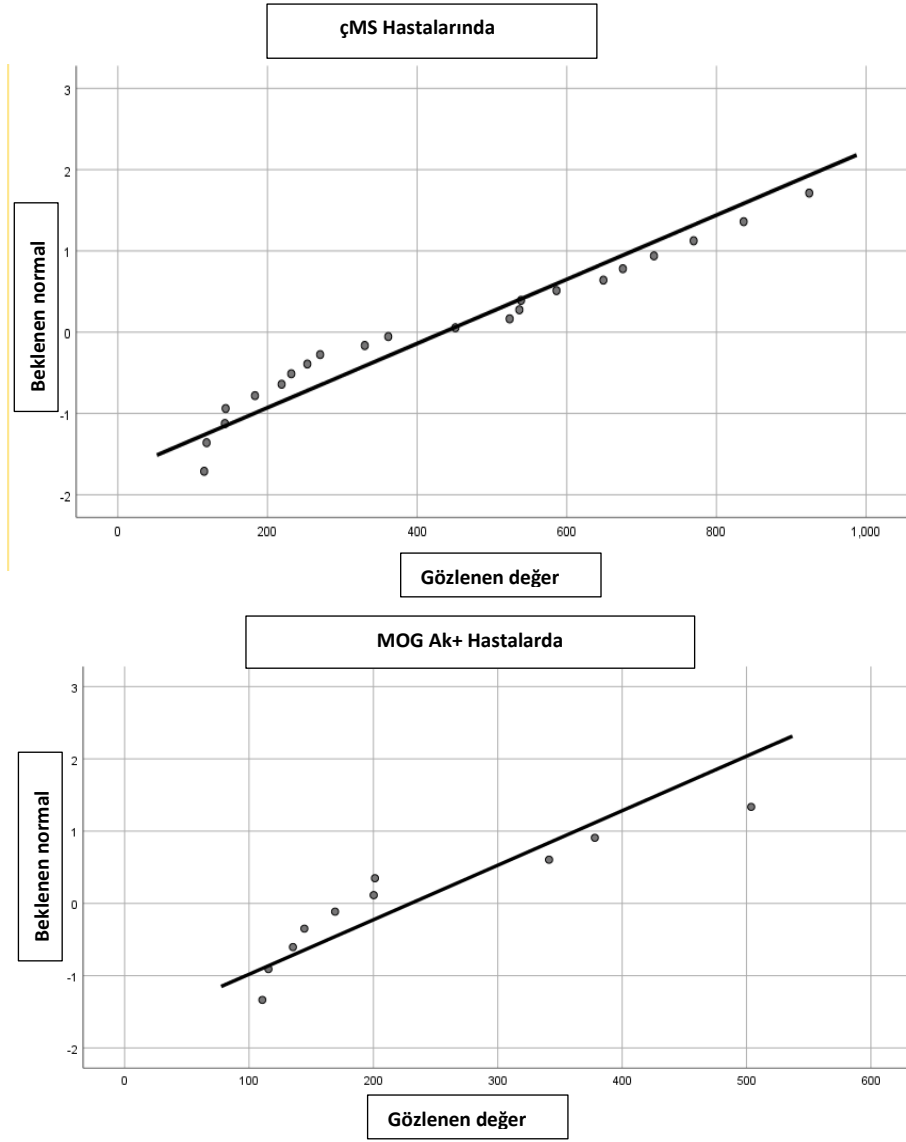 çMS Hastalarında
3
2
1
0
-1
-2
Beklenen normal
0 200 400 600 800 1,000
Gözlenen değer
MOG Ak+ Hastalarda
3
2
1
0
-1
-2
Beklenen normal
0 100 200 300 400 500 600
Gözlenen değer